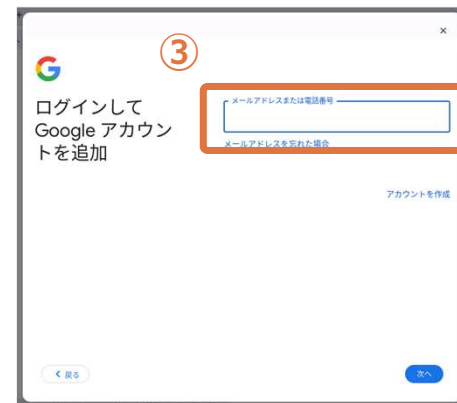 ×
③
G
ログインして
Google アカウン
トを追加
メールアドレスまたは電話番号
メールアドレスを忘れた場合
アカウントを作成
< 戻る
次へ